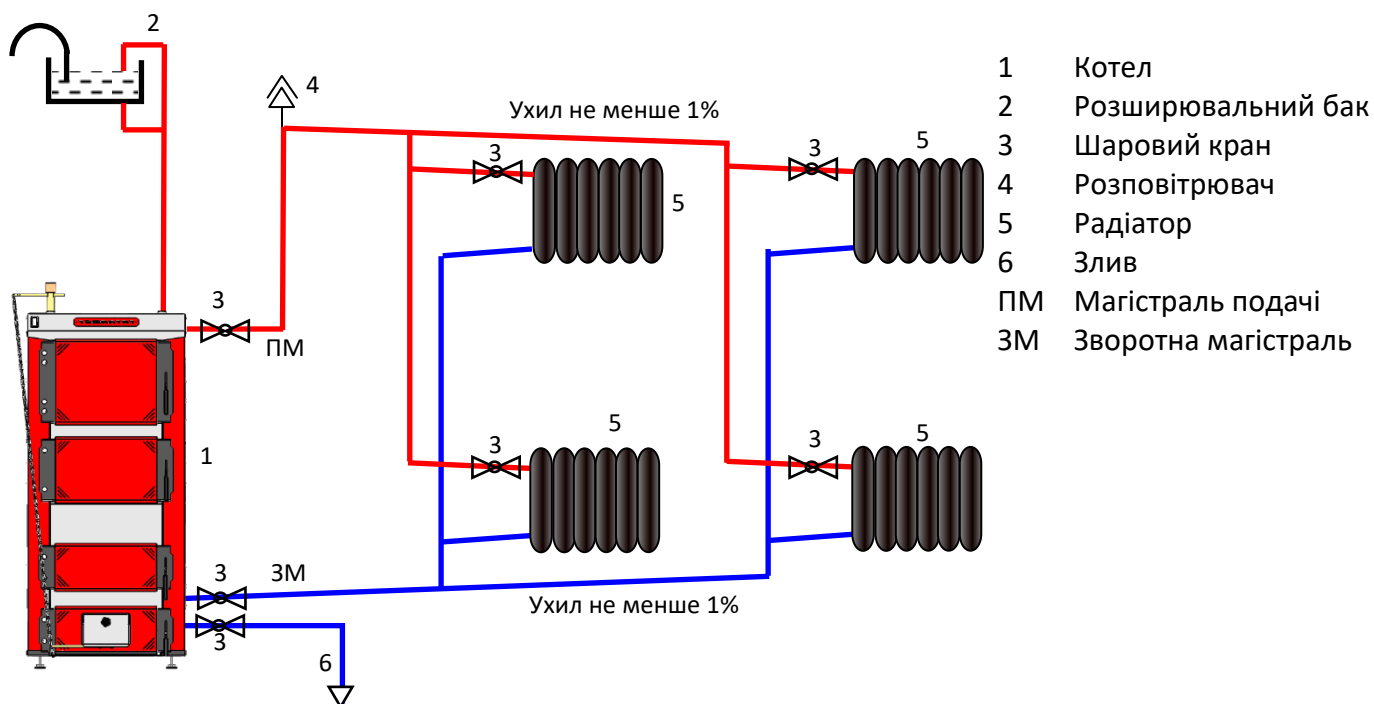 2
4
Ухил не менше 1%
3
3
5
5
3
ПМ
5
5
3
3
1
3
ЗМ
Ухил не менше 1%
3
6
1 Котел
2 Розширювальний бак
3 Шаровий кран
4 Розповітрювач
5 Радіатор
6 Злив
ПМ Магістраль подачі
ЗМ Зворотна магістраль